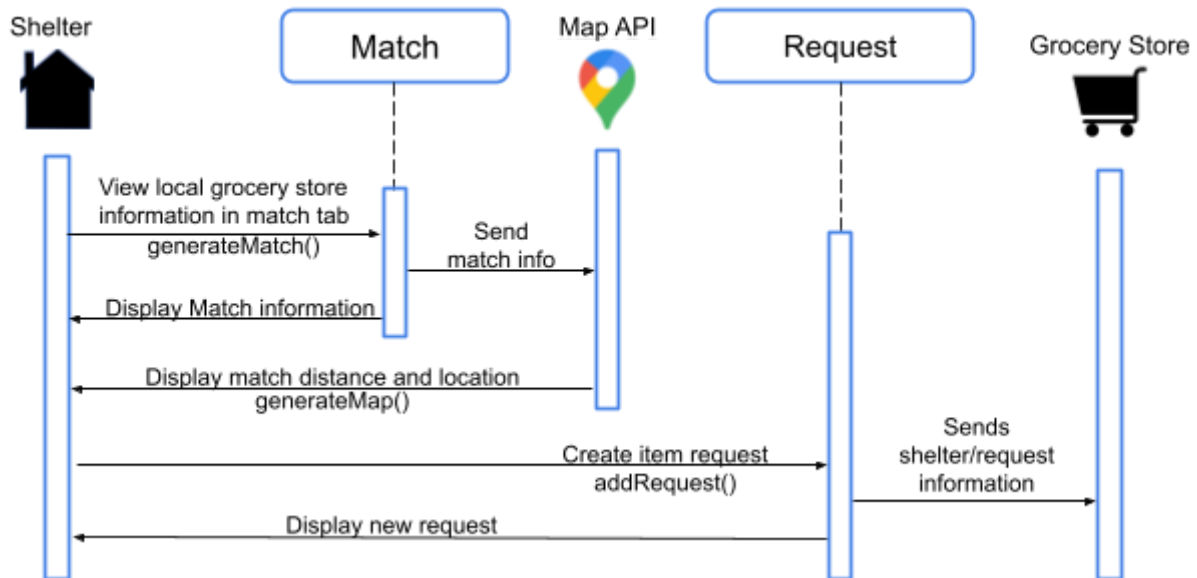 Shelter
Match
Map API
Request
Grocery Store
View local grocery store
information in match tab
generateMatch()
Send
match info
Display Match information
Display match distance and location
generateMap()
Create item request
addRequest()
Sends
shelter/request
information
Display new request